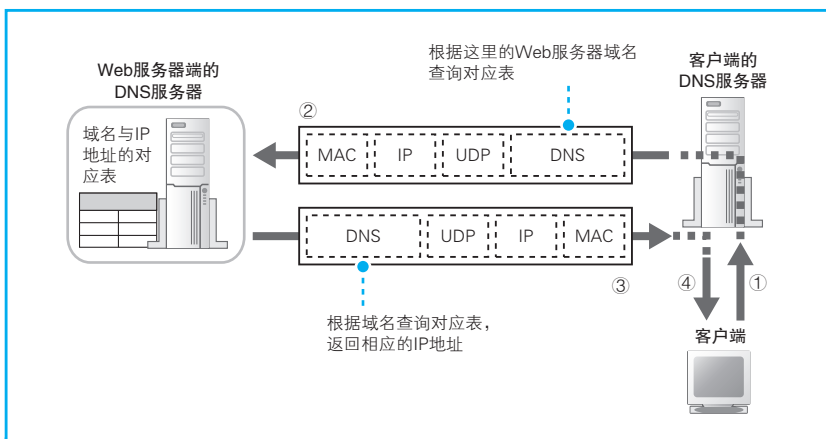 根据这里的Web服务器域名
查询对应表
Web服务器端的
DNS服务器
客户端的
DNS服务器
②
域名与IP
地址的对
应表
MAC IP UDP DNS
DNS UDP IP MAC
③
④ ①
根据域名查询对应表，
返回相应的IP地址
客户端